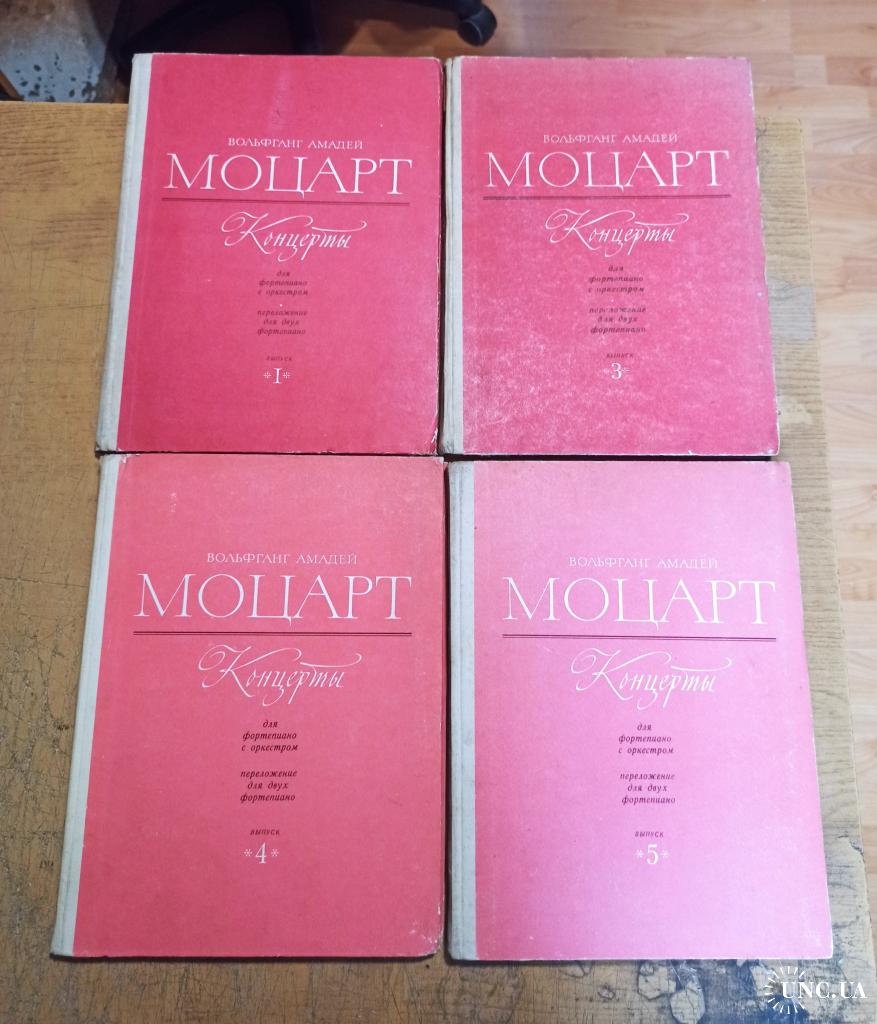 ВОЛЬФГАНГ АМАДЕЙ
МОЦАРТ
Концерты
для
фортепиано
с оркестром
переложение
для двух
фортепиано
ВЫПУСК
*1*
ВОЛЬФГАНГ АМАДЕЙ
МОЦАРТ
Концерты
для
фортепиано
с оркестром
переложение
для двух
фортепиано
ВЫПУСК
*3*
ВОЛЬФГАНГ АМАДЕЙ
МОЦАРТ
Концерты
для
фортепиано
с оркестром
переложение
для двух
фортепиано
ВЫПУСК
*4*
ВОЛЬФГАНГ АМАДЕЙ
МОЦАРТ
Концерты
для
фортепиано
с оркестром
переложение
для двух
фортепиано
ВЫПУСК
*5*
UNC.UA